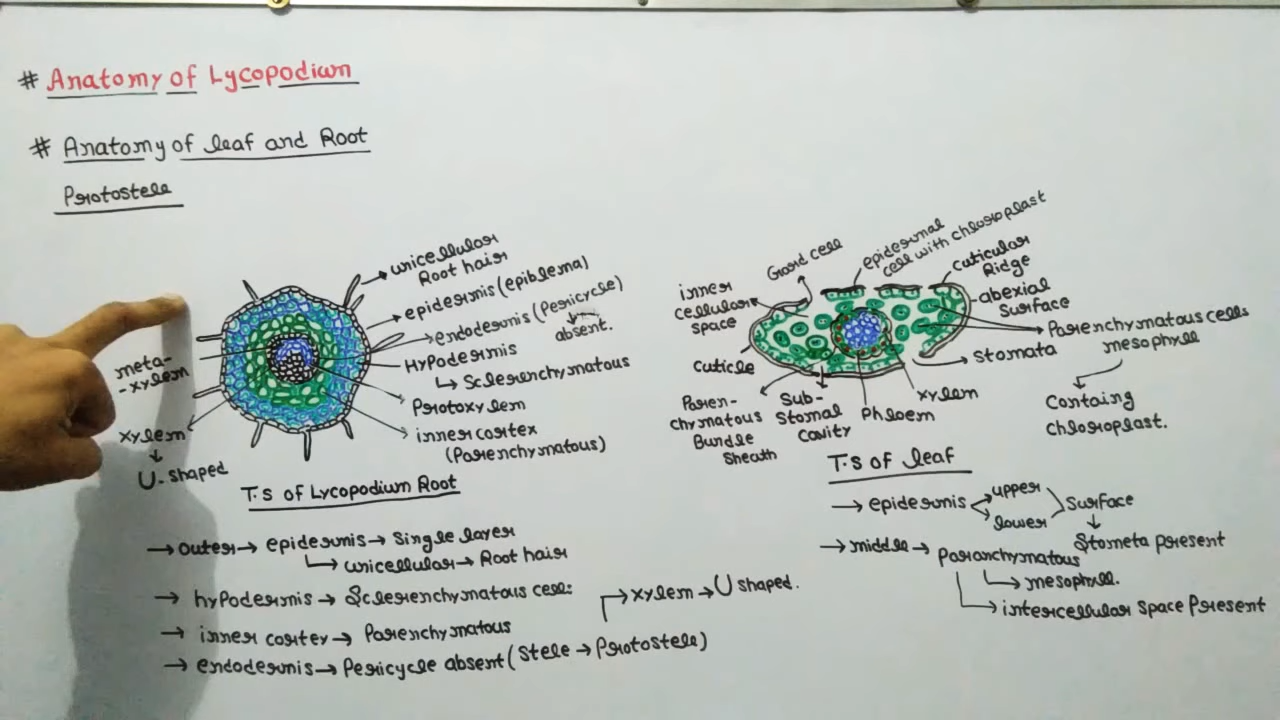 # Anatomy of Lycopodium
# Anatomy of leaf and Root
Protostele
unicellular
Root hair
epidermis (epiblema)
endodermis (Pericycle)
absent.
Hypodermis
↳ Sclerenchymatous
Protoxylem
inner cortex
(Parenchymatous)
meta-
-xylem
xylem
↓
U-shaped
T.S of Lycopodium Root
Gaurd cell
epidermal
cell with chloroplast
cuticular
Ridge
abexial
Surface
Parenchymatous cells
mesophyll
Containg
chloroplast.
Stomata
xylem
Phloem
Sub-
Stomal
Cavity
Paren-
chymatous
Bundle
Sheath
Cuticle
inner
cellular
space
T.S of leaf
→ outer → epidermis → Single layer
↳ unicellular → Root hair
→ hypodermis → Sclerenchymatous cell:
→ inner cortex → Parenchymatous
→ xylem → U shaped.
→ endodermis → Pericycle absent (Stele → Protostele)
→ epidermis upper
lower
Surface
↓
Stometa present
→ middle → Paranchymatous
→ mesophyll.
→ intercellular space Present